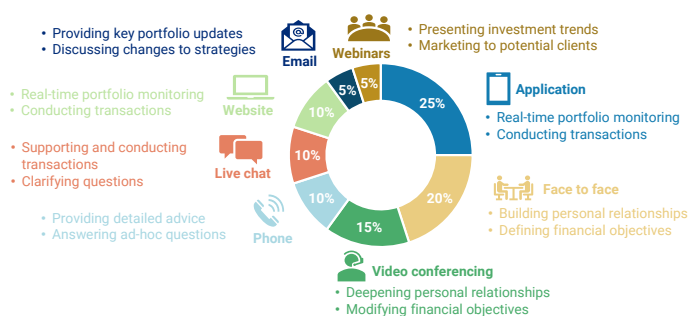 • Providing key portfolio updates
• Discussing changes to strategies
Email
Webinars
• Presenting investment trends
• Marketing to potential clients
• Real-time portfolio monitoring
• Conducting transactions
Website
5%
5%
25%
Application
• Real-time portfolio monitoring
• Conducting transactions
10%
• Supporting and conducting
transactions
• Clarifying questions
Live chat
10%
• Providing detailed advice
• Answering ad-hoc questions
Phone
10%
20%
Face to face
• Building personal relationships
• Defining financial objectives
15%
Video conferencing
• Deepening personal relationships
• Modifying financial objectives